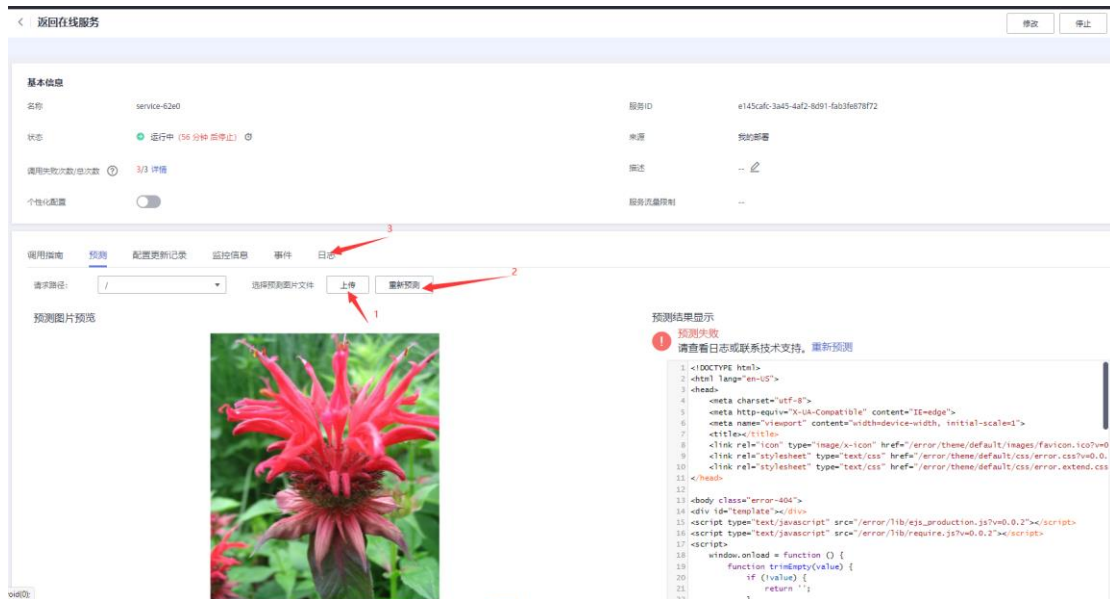 返回在线服务
修改
停止
基本信息
名称
service-62e0
服务ID
e145cafc-3a45-4af2-8d91-fab3fe878f72
状态
运行中 (56 分钟 后停止)
来源
我的部署
调用失败次数/总次数
3/3 详情
描述
--
个性化配置
服务流量限制
--
3
调用指南
预测
配置更新记录
监控信息
事件
日志
2
请求路径:
/
选择预测图片文件
上传
重新预测
1
预测图片预览
预测结果显示
预测失败
请查看日志或联系技术支持。重新预测
1 <!DOCTYPE html>
2 <html lang="en-US">
3 <head>
4 <meta charset="utf-8">
5 <meta http-equiv="X-UA-Compatible" content="IE=edge">
6 <meta name="viewport" content="width=device-width, initial-scale=1">
7 <title></title>
8 <link rel="icon" type="image/x-icon" href="/error/theme/default/images/favicon.ico?v=0
9 <link rel="stylesheet" type="text/css" href="/error/theme/default/css/error.css?v=0.0.
10 <link rel="stylesheet" type="text/css" href="/error/theme/default/css/error.extend.css
11 </head>
12
13 <body class="error-404">
14 <div id="template"></div>
15 <script type="text/javascript" src="/error/lib/ejs_production.js?v=0.0.2"></script>
16 <script type="text/javascript" src="/error/lib/require.js?v=0.0.2"></script>
17 <script>
18 window.onload = function () {
19 function trimEmpty(value) {
20 if (!value) {
21 return '';